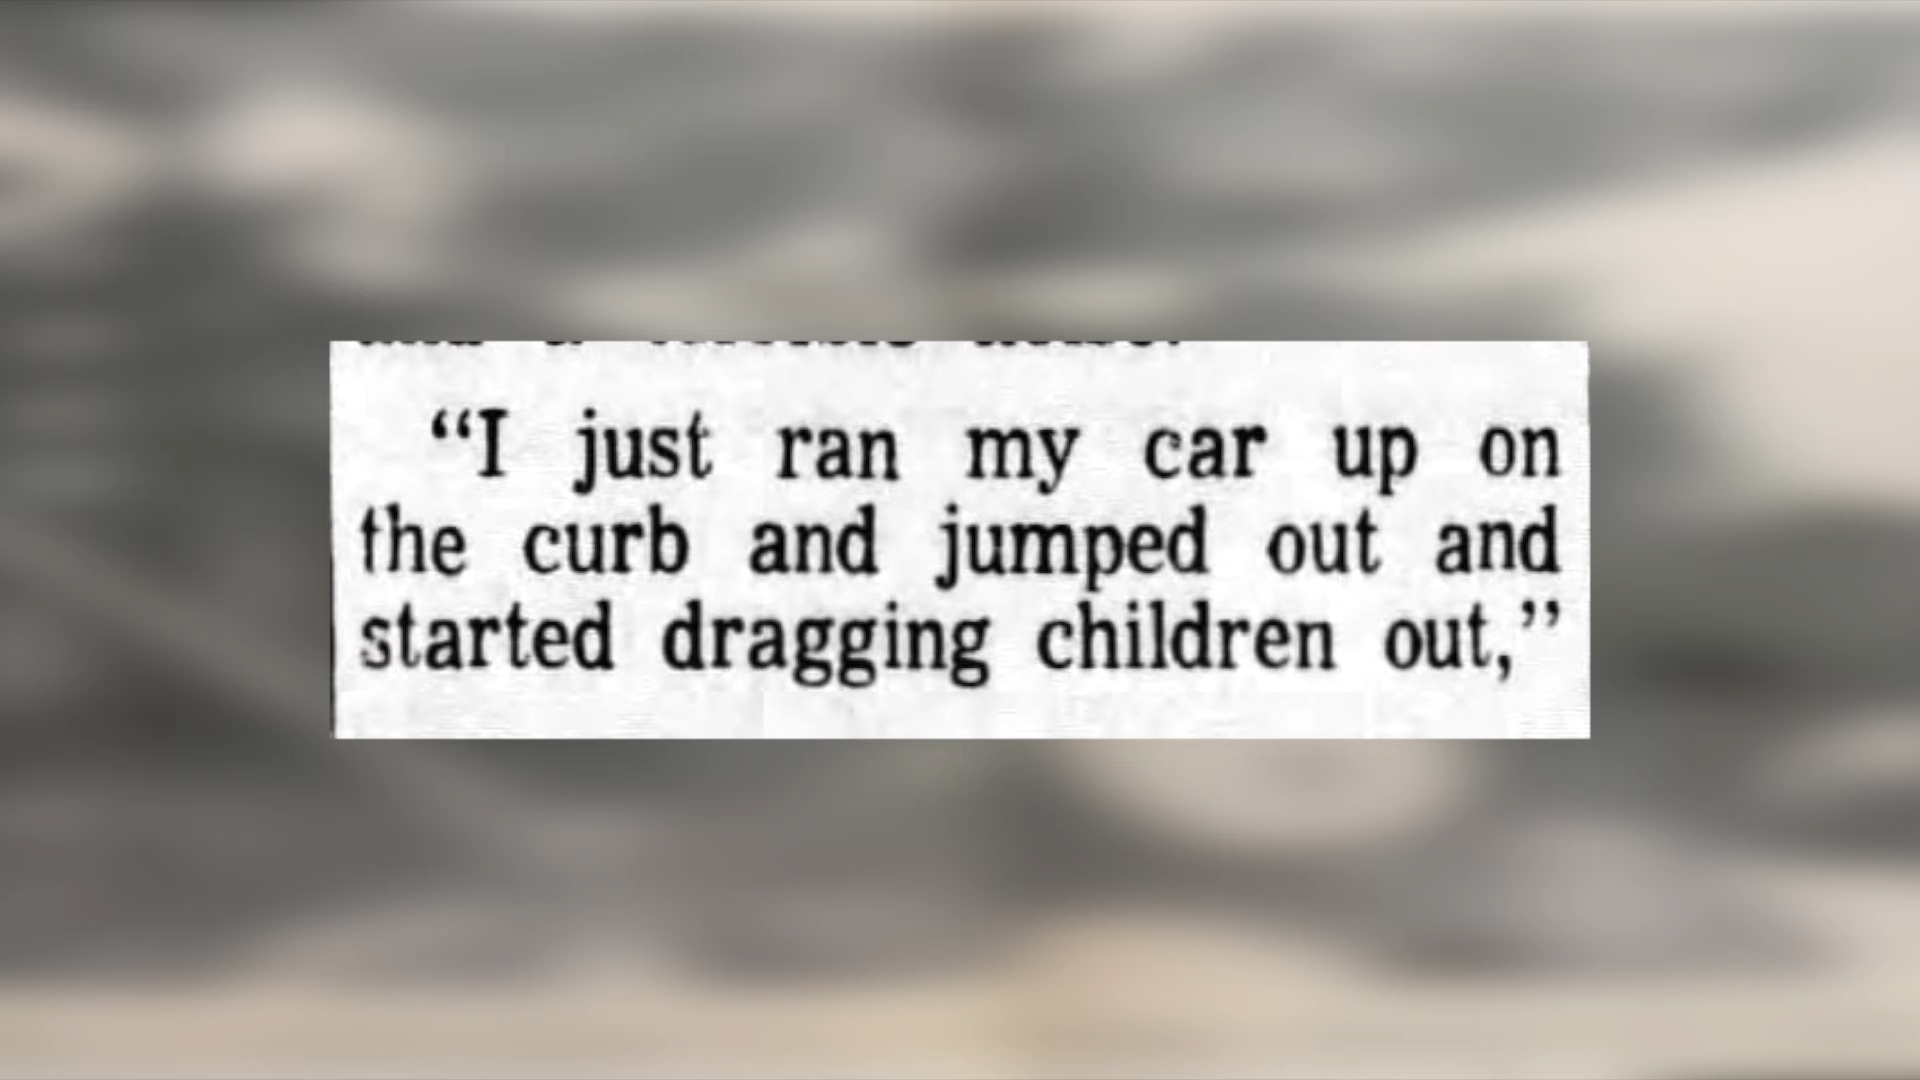 “I just ran my car up on
the curb and jumped out and
started dragging children out,”